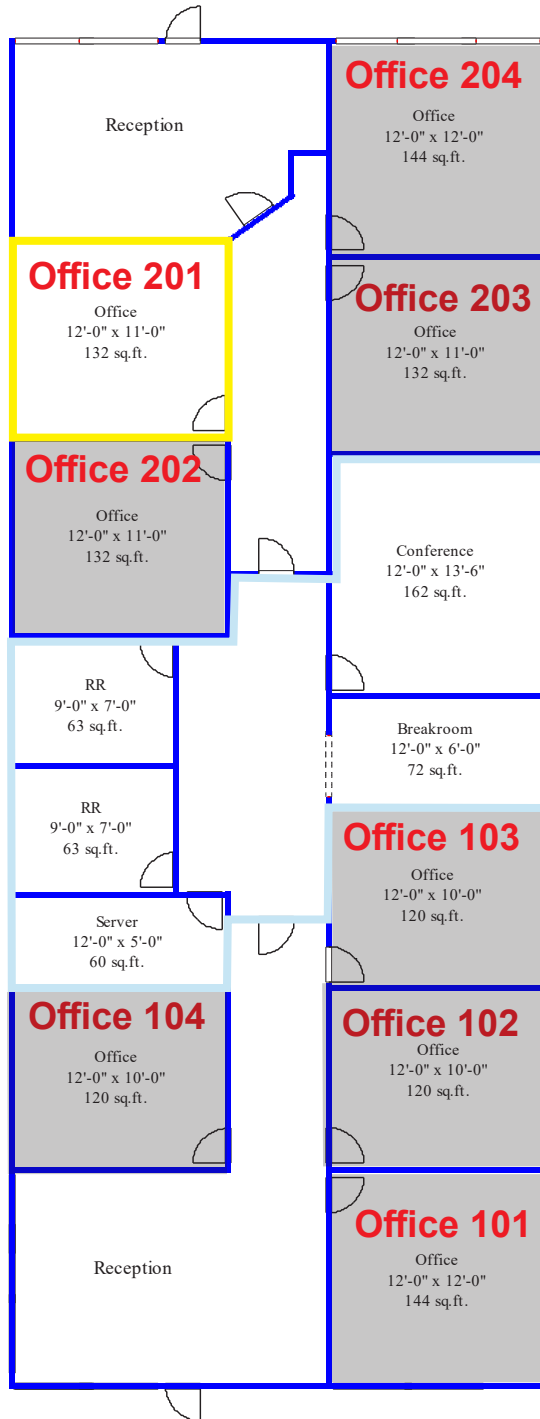 Office 204
Office
12'-0" x 12'-0"
144 sq.ft.
Reception
Office 201
Office
12'-0" x 11'-0"
132 sq.ft.
Office 203
Office
12'-0" x 11'-0"
132 sq.ft.
Office 202
Office
12'-0" x 11'-0"
132 sq.ft.
Conference
12'-0" x 13'-6"
162 sq.ft.
RR
9'-0" x 7'-0"
63 sq.ft.
Breakroom
12'-0" x 6'-0"
72 sq.ft.
RR
9'-0" x 7'-0"
63 sq.ft.
Office 103
Office
12'-0" x 10'-0"
120 sq.ft.
Server
12'-0" x 5'-0"
60 sq.ft.
Office 104
Office
12'-0" x 10'-0"
120 sq.ft.
Office 102
Office
12'-0" x 10'-0"
120 sq.ft.
Office 101
Office
12'-0" x 12'-0"
144 sq.ft.
Reception